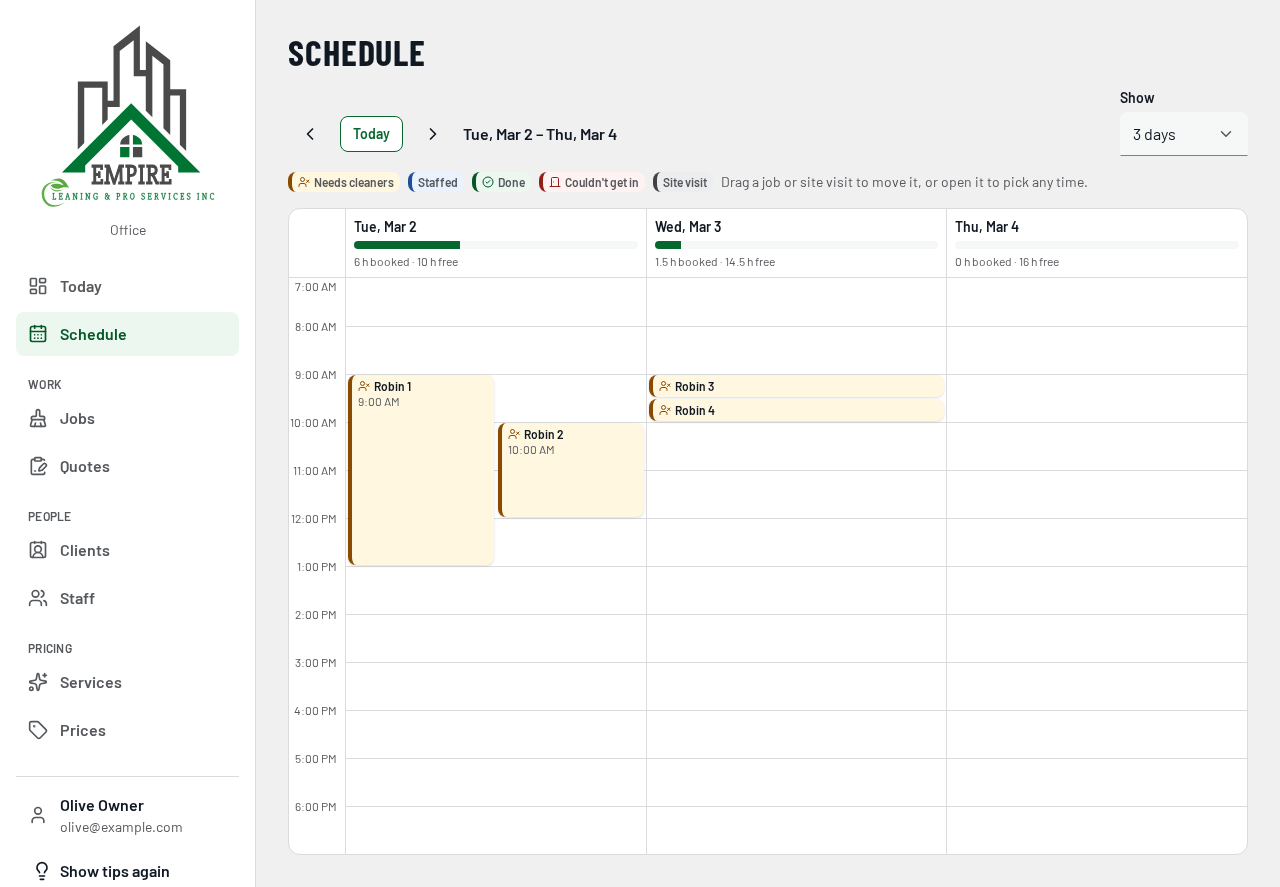 EMPIRE
LEANING & PRO SERVICES INC
Office
Today
Schedule
WORK
Jobs
Quotes
PEOPLE
Clients
Staff
PRICING
Services
Prices
Olive Owner
olive@example.com
Show tips again
SCHEDULE
Show
Today
Tue, Mar 2 – Thu, Mar 4
3 days
Needs cleaners
Staffed
Done
Couldn't get in
Site visit
Drag a job or site visit to move it, or open it to pick any time.
Tue, Mar 2
Wed, Mar 3
Thu, Mar 4
6 h booked · 10 h free
1.5 h booked · 14.5 h free
0 h booked · 16 h free
7:00 AM
8:00 AM
9:00 AM
Robin 1
9:00 AM
Robin 3
Robin 4
10:00 AM
Robin 2
10:00 AM
11:00 AM
12:00 PM
1:00 PM
2:00 PM
3:00 PM
4:00 PM
5:00 PM
6:00 PM